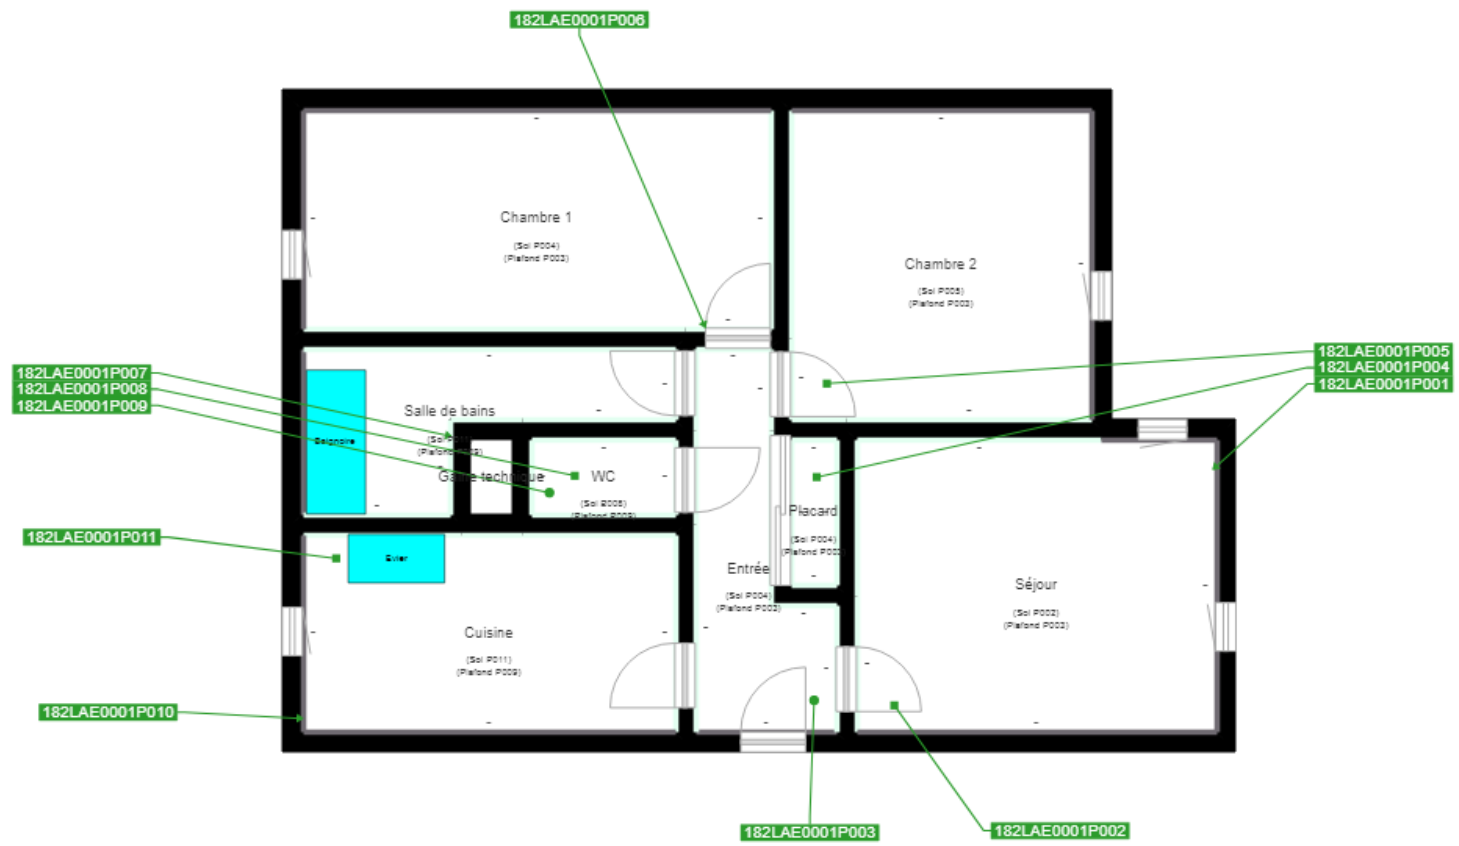 182LAE0001P006
Chambre 1
(Sol P004)
(Plafond P003)
Chambre 2
(Sol P005)
(Plafond P003)
182LAE0001P005
182LAE0001P004
182LAE0001P001
182LAE0001P007
182LAE0001P008
182LAE0001P009
Salle de bains
Baignoire
Gaine technique
WC
Placard
(Sol P004)
182LAE0001P011
Evier
Entrée
(Sol P004)
(Plafond P003)
Séjour
(Sol P002)
(Plafond P003)
Cuisine
(Sol P011)
(Plafond P009)
182LAE0001P010
182LAE0001P003
182LAE0001P002